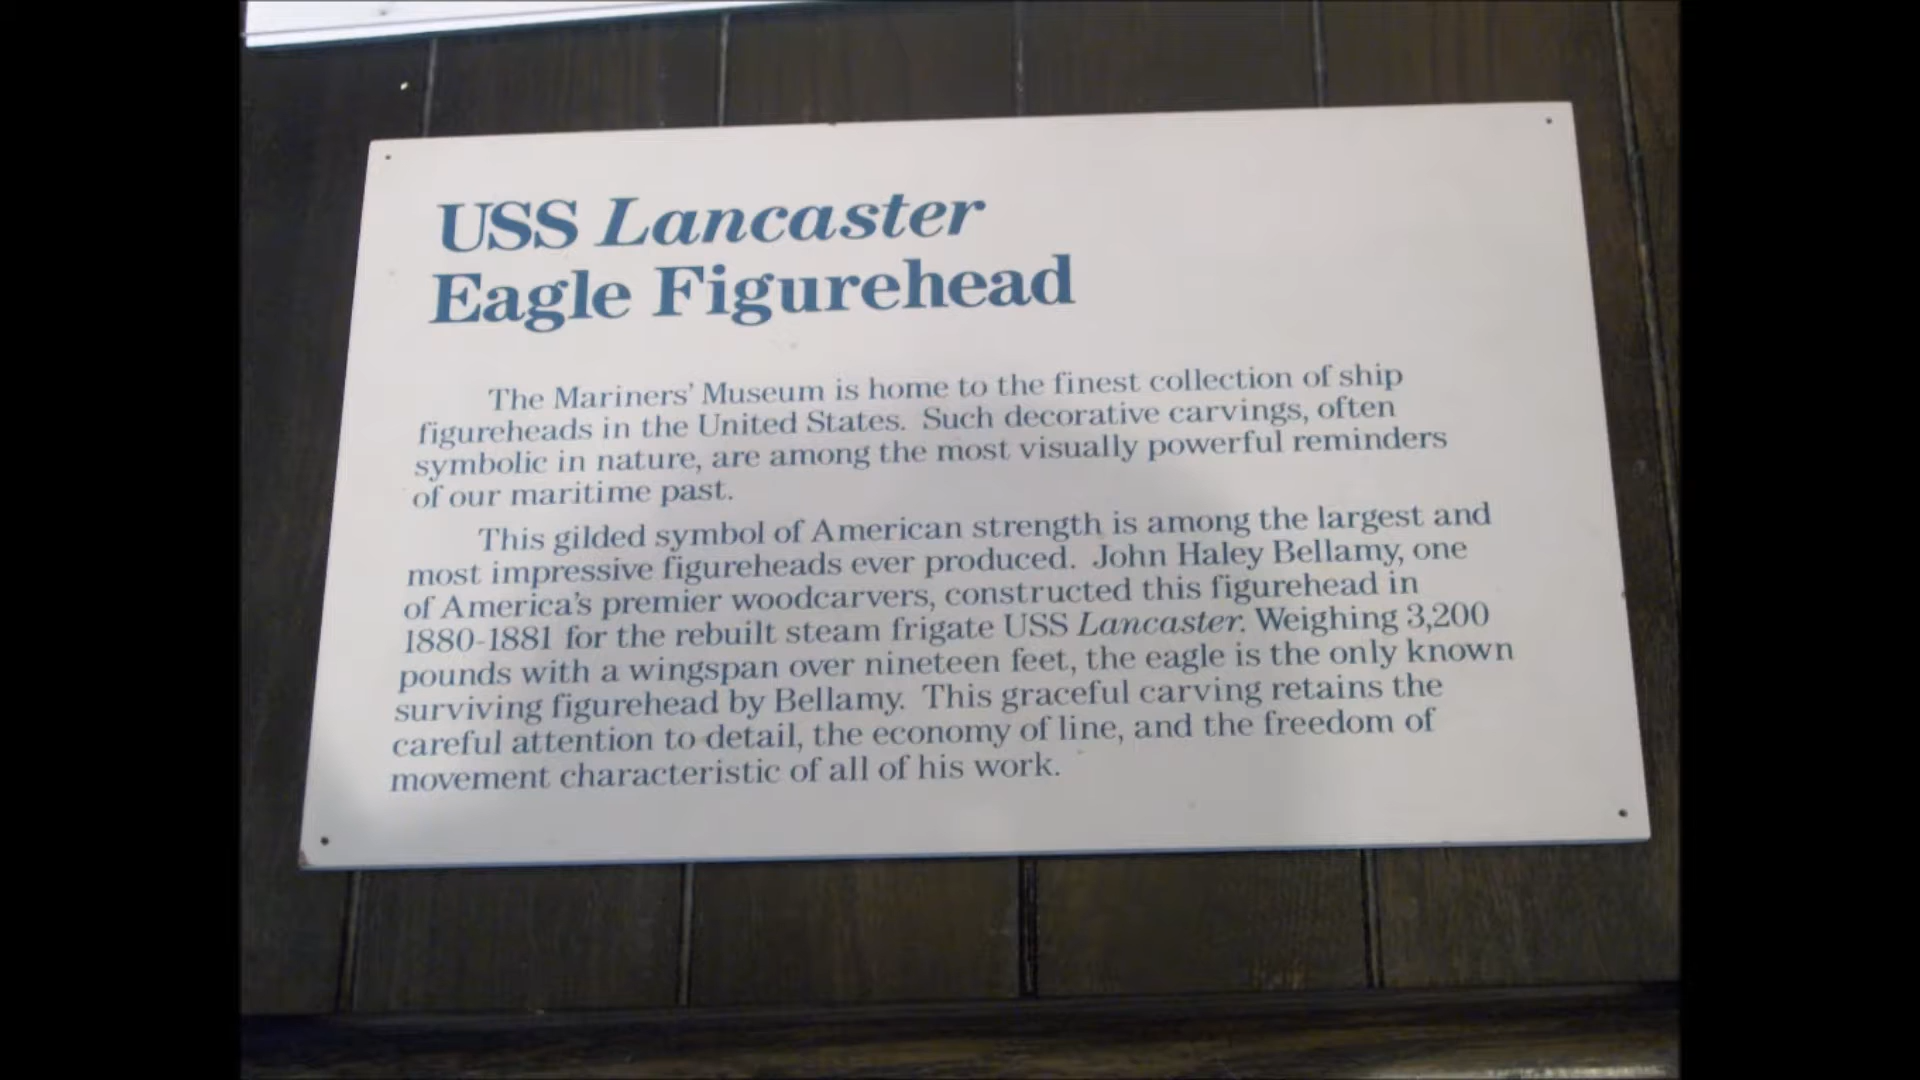 USS Lancaster
Eagle Figurehead
The Mariners' Museum is home to the finest collection of ship
figureheads in the United States. Such decorative carvings, often
symbolic in nature, are among the most visually powerful reminders
of our maritime past.
This gilded symbol of American strength is among the largest and
most impressive figureheads ever produced. John Haley Bellamy, one
of America's premier woodcarvers, constructed this figurehead in
1880-1881 for the rebuilt steam frigate USS Lancaster. Weighing 3,200
pounds with a wingspan over nineteen feet, the eagle is the only known
surviving figurehead by Bellamy. This graceful carving retains the
careful attention to detail, the economy of line, and the freedom of
movement characteristic of all of his work.